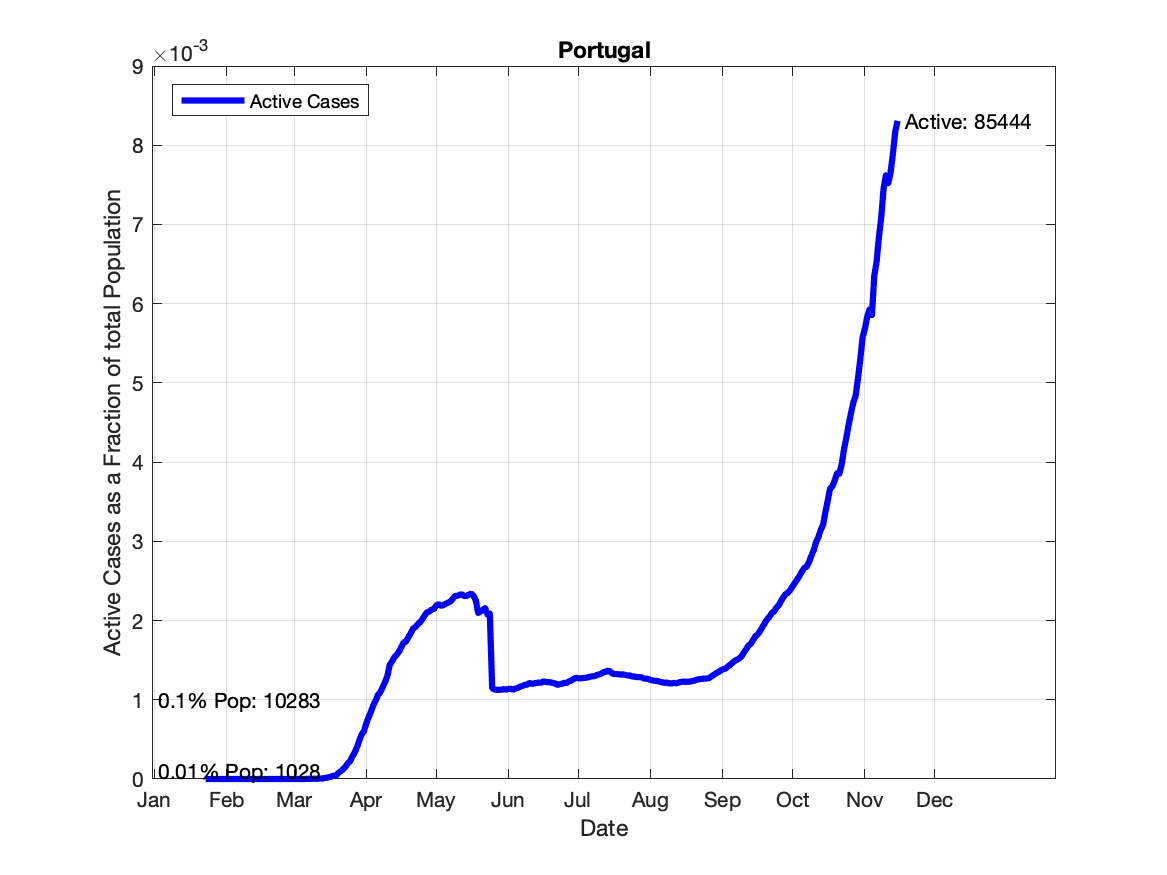 Portugal
×10-3
Active Cases
Active: 85444
9
8
7
6
5
4
3
2
1
0
Active Cases as a Fraction of total Population
0.1% Pop: 10283
0.01% Pop: 1028
Jan Feb Mar Apr May Jun Jul Aug Sep Oct Nov Dec
Date